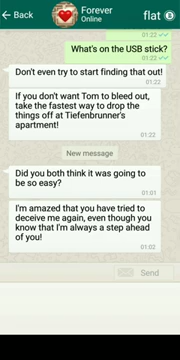 Back
Forever
Online
flat
01:22
What's on the USB stick?
01:22
Don't even try to start finding that out!
01:22
If you don't want Tom to bleed out,
take the fastest way to drop the
things off at Tiefenbrunner's
apartment!
01:22
New message
Did you both think it was going to
be so easy?
01:01
I'm amazed that you have tried to
deceive me again, even though you
know that I'm always a step ahead
of you!
01:02
Send